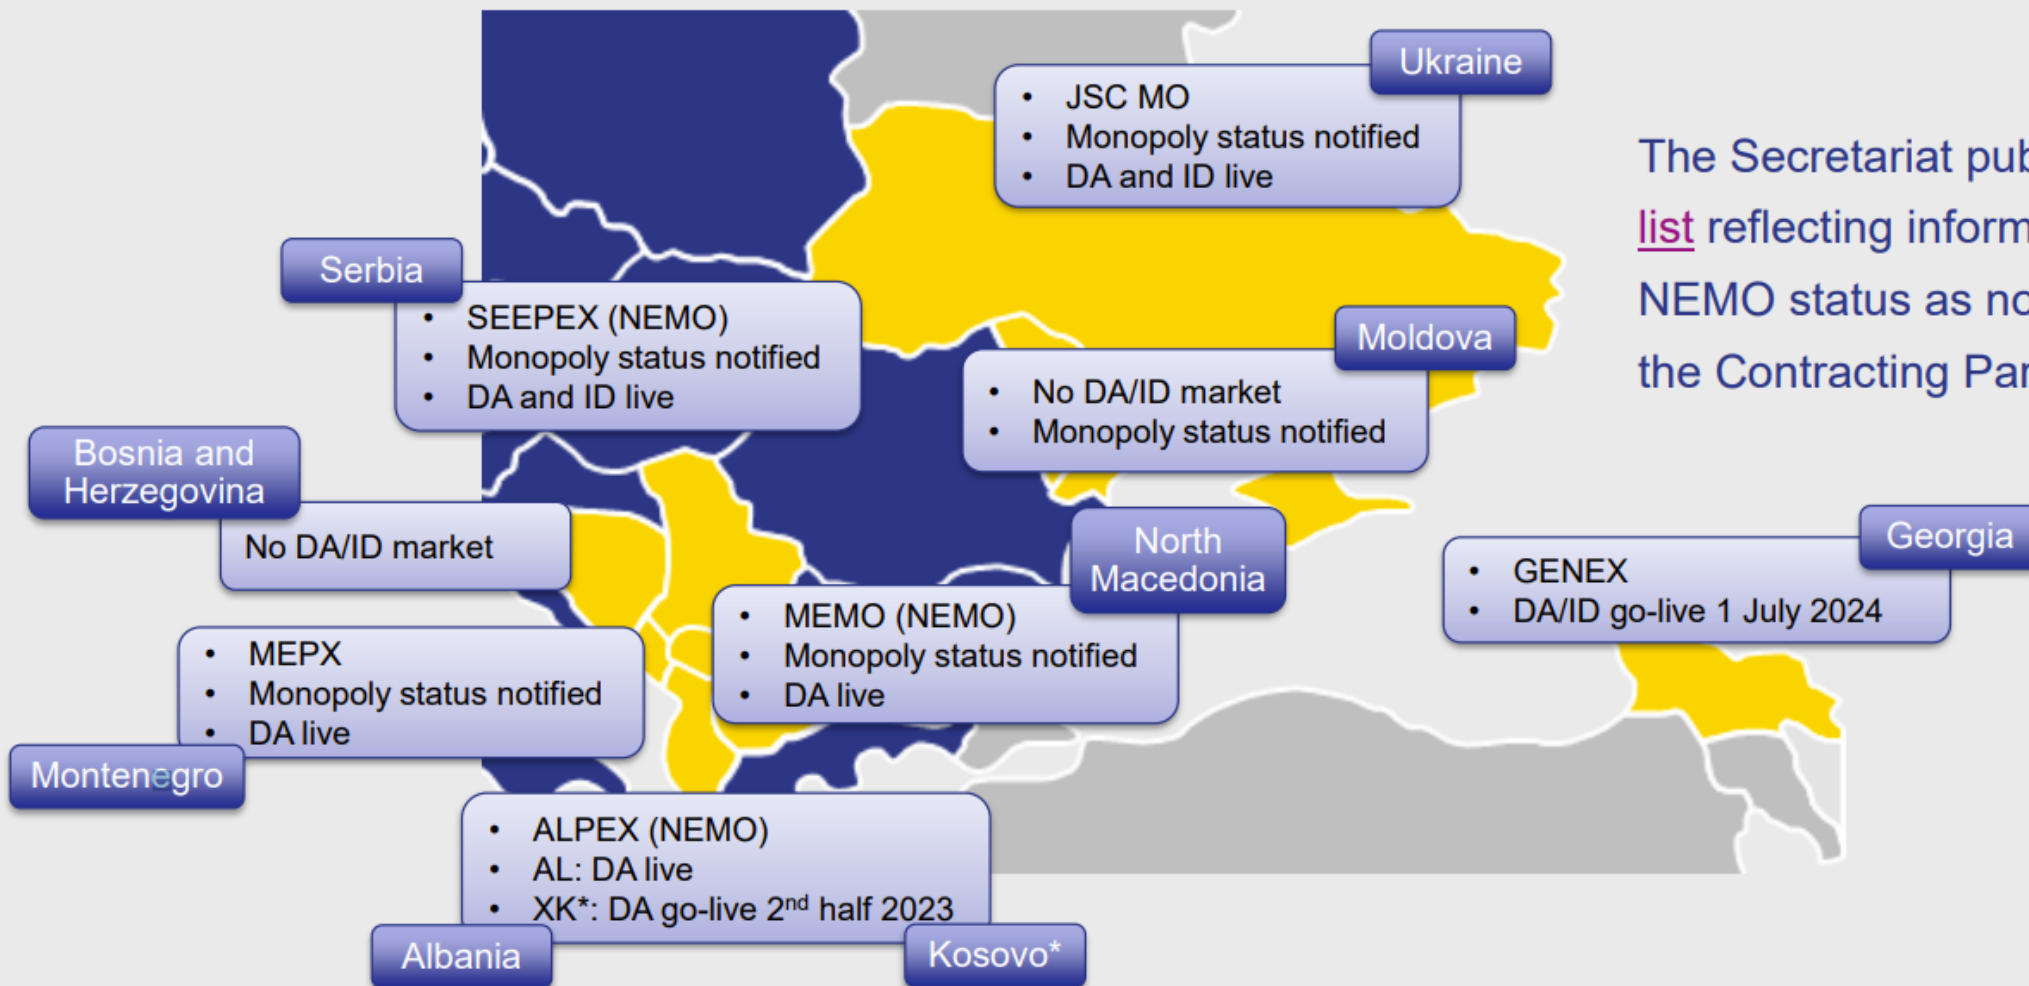 Ukraine
• JSC MO
• Monopoly status notified
• DA and ID live
The Secretariat
list reflecting
NEMO status as
the Contracting
Serbia
• SEEPEX (NEMO)
• Monopoly status notified
• DA and ID live
Moldova
• No DA/ID market
• Monopoly status notified
Bosnia and
Herzegovina
No DA/ID market
North
Macedonia
• MEMO (NEMO)
• Monopoly status notified
• DA live
Georgia
• GENEX
• DA/ID go-live 1 July 2024
• MEPX
• Monopoly status notified
• DA live
Montenegro
• ALPEX (NEMO)
• AL: DA live
• XK*: DA go-live 2nd half 2023
Albania
Kosovo*